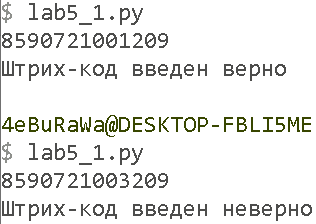 $ lab5_1.py
8590721001209
Штрих-код введен верно
4eBuRaWa@DESKTOP-FBLI5ME
$ lab5_1.py
8590721003209
Штрих-код введен неверно